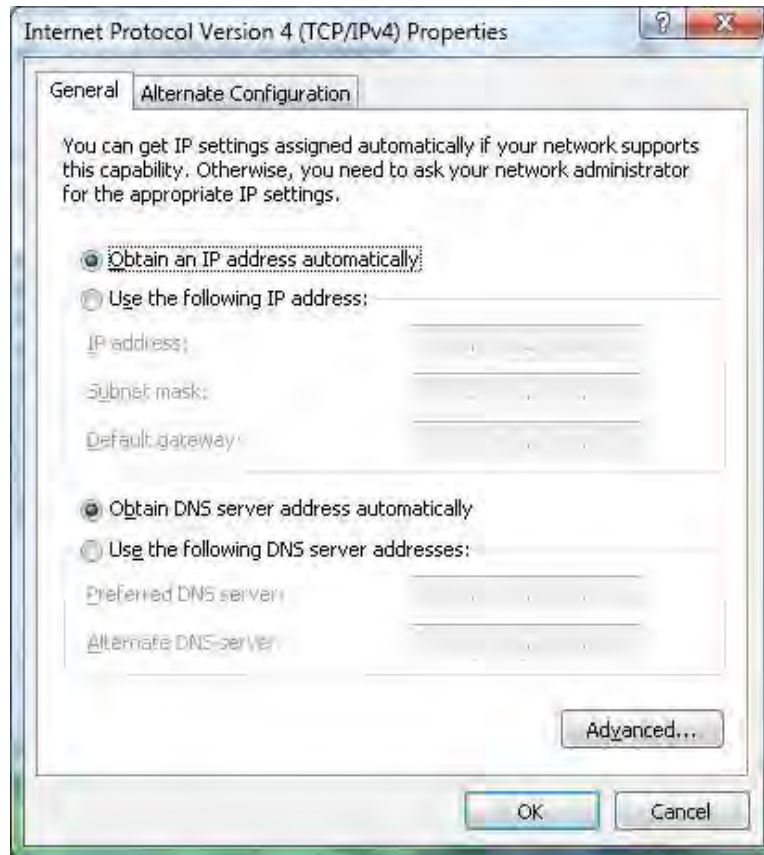 Internet Protocol Version 4 (TCP/IPv4) Properties
General
Alternate Configuration
You can get IP settings assigned automatically if your network supports
this capability. Otherwise, you need to ask your network administrator
for the appropriate IP settings.
Obtain an IP address automatically
Use the following IP address:
IP address:
Subnet mask:
Default gateway:
Obtain DNS server address automatically
Use the following DNS server addresses:
Preferred DNS server:
Alternate DNS server:
Advanced...
OK
Cancel